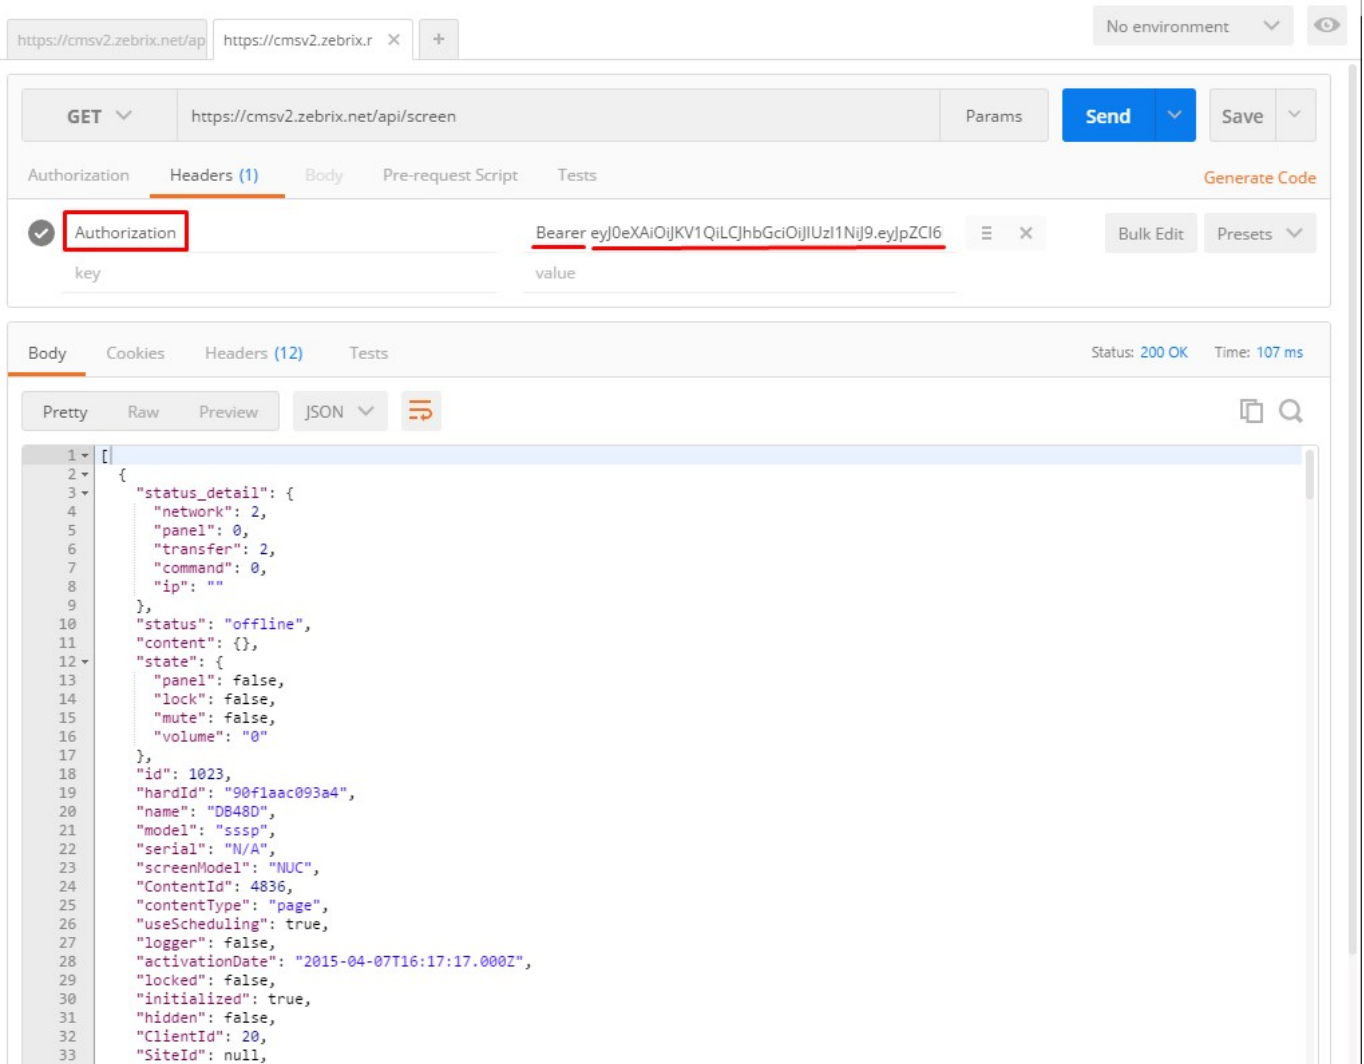 https://cmsv2.zebrix.net/ap https://cmsv2.zebrix.r × + No environment
GET https://cmsv2.zebrix.net/api/screen Params Send Save
Authorization Headers (1) Body Pre-request Script Tests Generate Code
Authorization Bearer eyJ0eXAiOiJKV1QiLCJhbGciOiJIUzI1NiJ9.eyJpZCI6 Bulk Edit Presets
key value
Body Cookies Headers (12) Tests Status: 200 OK Time: 107 ms
Pretty Raw Preview JSON
1 [
2 {
3 "status_detail": {
4 "network": 2,
5 "panel": 0,
6 "transfer": 2,
7 "command": 0,
8 "ip": ""
9 },
10 "status": "offline",
11 "content": {},
12 "state": {
13 "panel": false,
14 "lock": false,
15 "mute": false,
16 "volume": "0"
17 },
18 "id": 1023,
19 "hardId": "90f1aac093a4",
20 "name": "DB48D",
21 "model": "sssp",
22 "serial": "N/A",
23 "screenModel": "NUC",
24 "ContentId": 4836,
25 "contentType": "page",
26 "useScheduling": true,
27 "logger": false,
28 "activationDate": "2015-04-07T16:17:17.000Z",
29 "locked": false,
30 "initialized": true,
31 "hidden": false,
32 "ClientId": 20,
33 "SiteId": null,